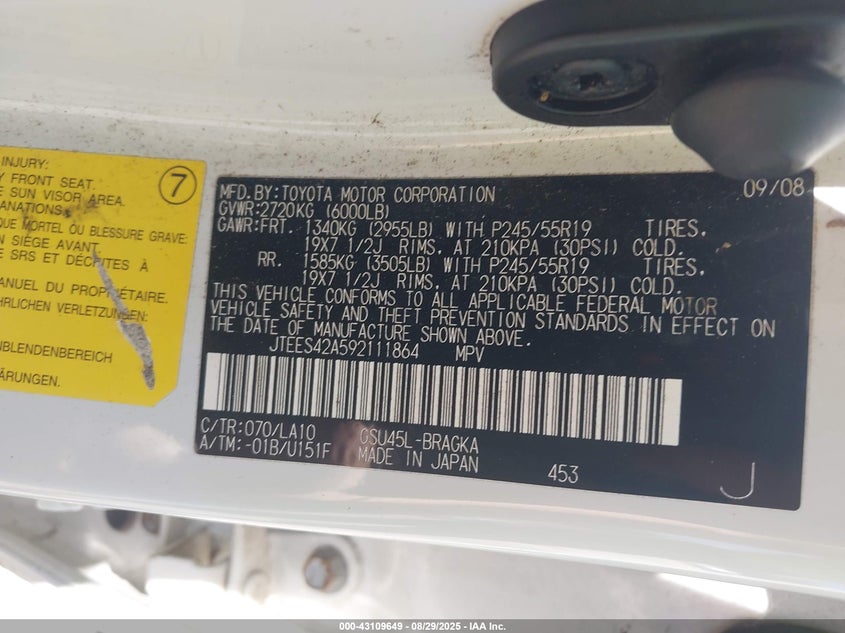 INJURY:
FRONT SEAT.
SUN VISOR AREA.
QUE MORTEL OU BLESSURE GRAVE:
SIÈGE AVANT
SRS ET DÉCRITES À
MANUEL DU PROPRIÉTAIRE.
VERLETZUNGEN:
7
MFD.BY:TOYOTA MOTOR CORPORATION 09/08
GVWR:2720KG (6000LB)
GAWR:FRT. 1340KG (2955LB) WITH P245/55R19 TIRES,
19X7 1/2J RIMS, AT 210KPA (30PSI) COLD.
RR. 1585KG (3505LB) WITH P245/55R19 TIRES,
19X7 1/2J RIMS, AT 210KPA (30PSI) COLD.
THIS VEHICLE CONFORMS TO ALL APPLICABLE FEDERAL MOTOR
VEHICLE SAFETY AND THEFT PREVENTION STANDARDS IN EFFECT ON
THE DATE OF MANUFACTURE SHOWN ABOVE.
JTEES42A592111864 MPV
C/TR:070/LA10 GSU45L-BRAGKA
A/TM:-01B/U151F MADE IN JAPAN
453 J
000-43109649 - 08/29/2025 - IAA Inc.